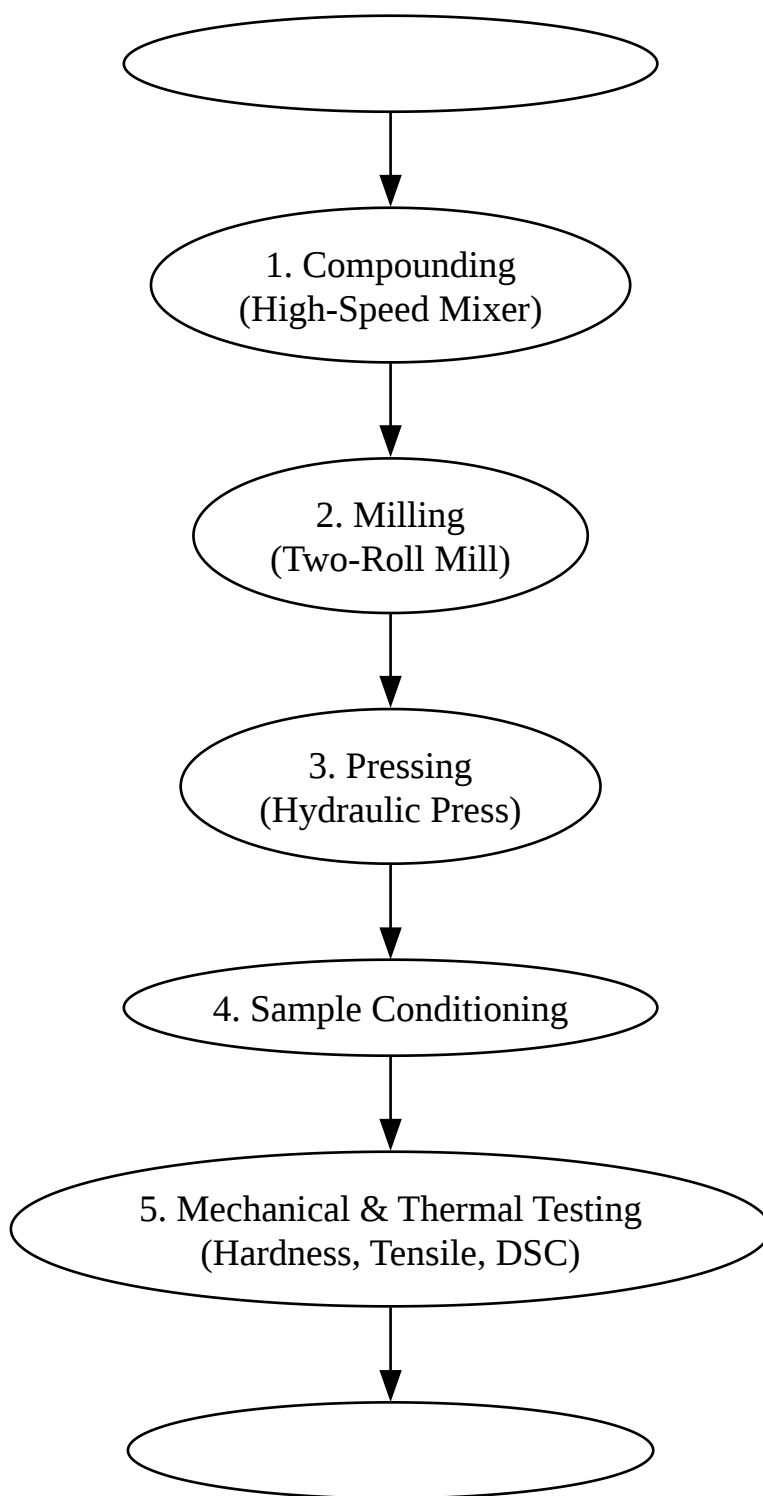 1. Compounding
(High-Speed Mixer)
2. Milling
(Two-Roll Mill)
3. Pressing
(Hydraulic Press)
4. Sample Conditioning
5. Mechanical & Thermal Testing
(Hardness, Tensile, DSC)